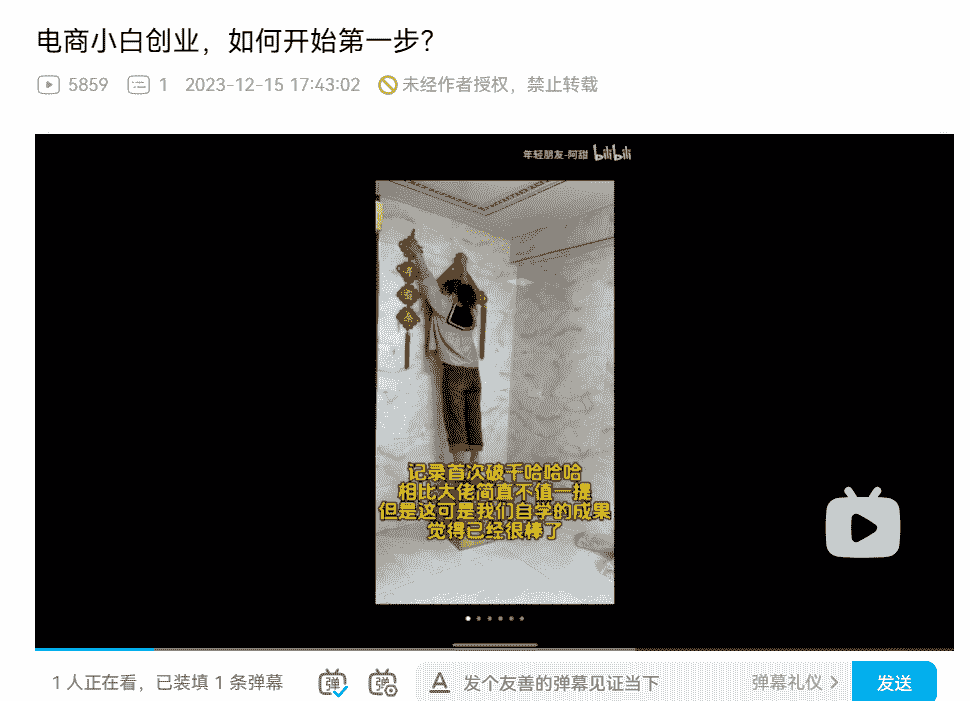 电商小白创业，如何开始第一步？
5859 1 2023-12-15 17:43:02 未经作者授权，禁止转载
年轻朋友-阿甜 bilibili
记录首次破千哈哈哈
相比大佬简直不值一提
但是这可是我们自学的成果
觉得已经很棒了
1 人正在看，已装填 1 条弹幕 弹 弹 A 发个友善的弹幕见证当下 弹幕礼仪 发送